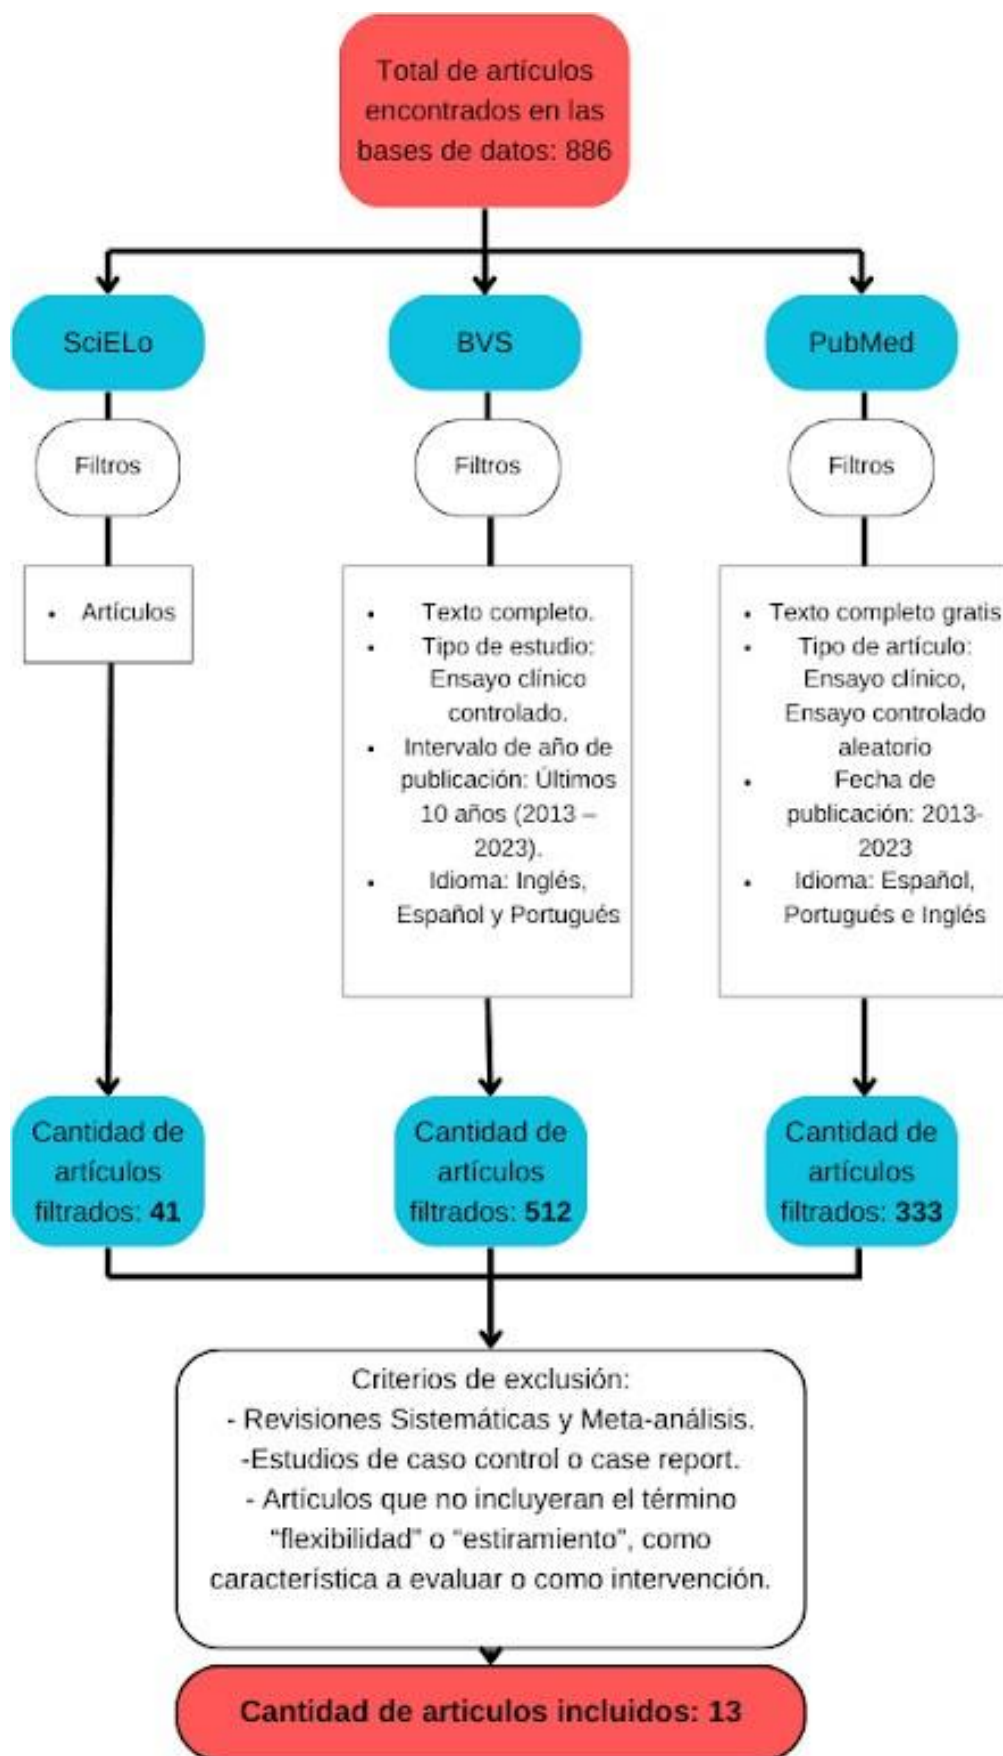 Total de artículos
encontrados en las
bases de datos: 886
SciELo
BVS
PubMed
Filtros
Filtros
Filtros
• Artículos
• Texto completo.
• Tipo de estudio:
Ensayo clínico
controlado.
• Intervalo de año de
publicación: Últimos
10 años (2013 –
2023).
• Idioma: Inglés,
Español y Portugués
• Texto completo gratis
• Tipo de artículo:
Ensayo clínico,
Ensayo controlado
aleatorio
• Fecha de
publicación: 2013-
2023
• Idioma: Español,
Portugués e Inglés
Cantidad de
artículos
filtrados: 41
Cantidad de
artículos
filtrados: 512
Cantidad de
artículos
filtrados: 333
Criterios de exclusión:
- Revisiones Sistemáticas y Meta-análisis.
-Estudios de caso control o case report.
- Artículos que no incluyeran el término
“flexibilidad” o “estiramiento”, como
característica a evaluar o como intervención.
Cantidad de articulos incluidos: 13